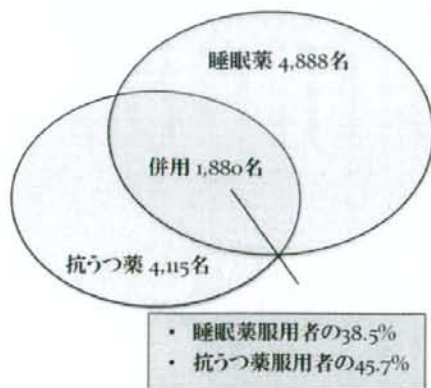 睡眠薬 4,888名
併用 1,880名
抗うつ薬 4,115名
・ 睡眠薬服用者の38.5%
・ 抗うつ薬服用者の45.7%